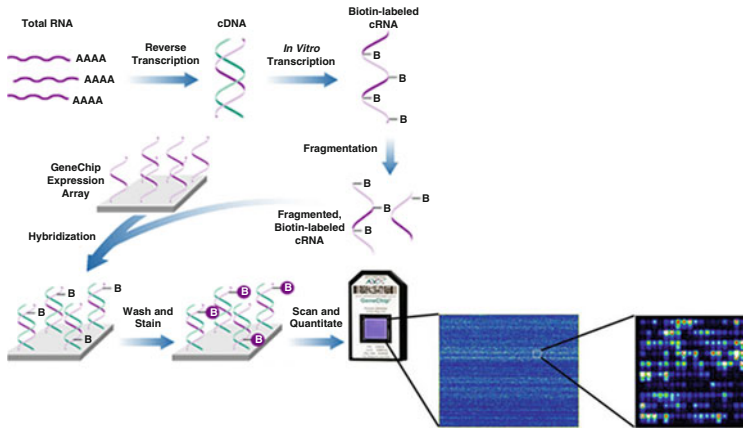 Total RNA
cDNA
Biotin-labeled
cRNA
AAAA
AAAA
AAAA
Reverse
Transcription
In Vitro
Transcription
B
B
B
B
Fragmentation
GeneChip
Expression
Array
B
B
B
B
Fragmented,
Biotin-labeled
cRNA
Hybridization
B
B
B
B
Wash and
Stain
B
B
B
B
Scan and
Quantitate
GeneChip